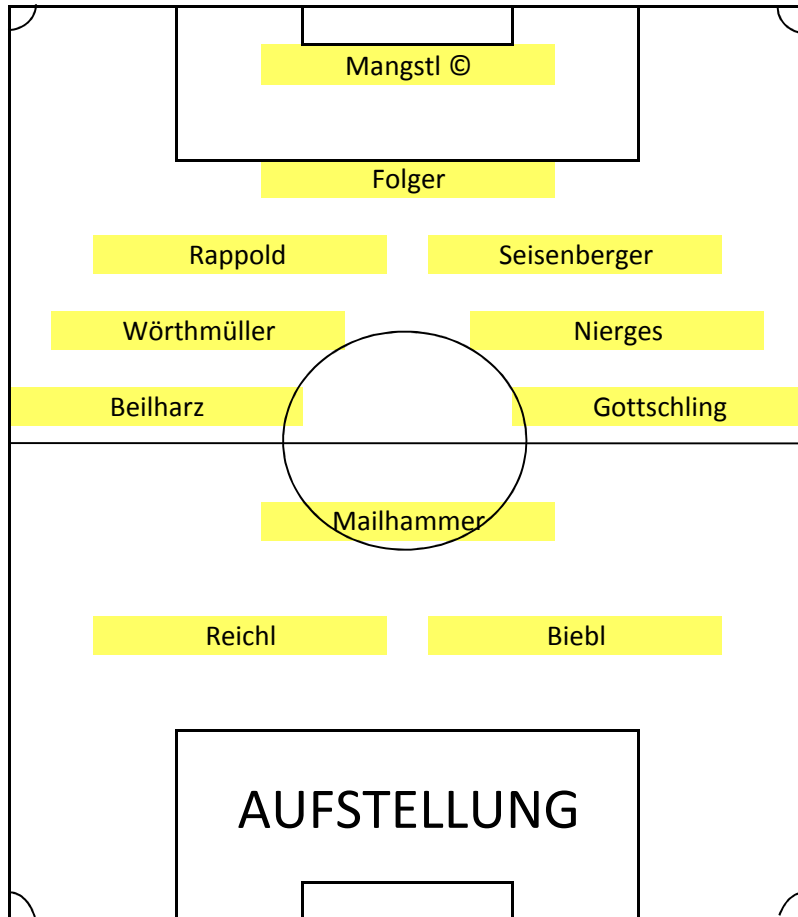 Mangstl ©
Folger
Rappold Seisenberger
Wörthmüller Nierges
Beilharz Gottschling
Mailhammer
Reichl Biebl
AUFSTELLUNG